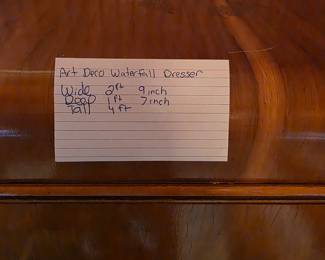 Art Deco Waterfall Dresser
Wide 2ft 9inch
Deep 1ft 7inch
Tall 4ft